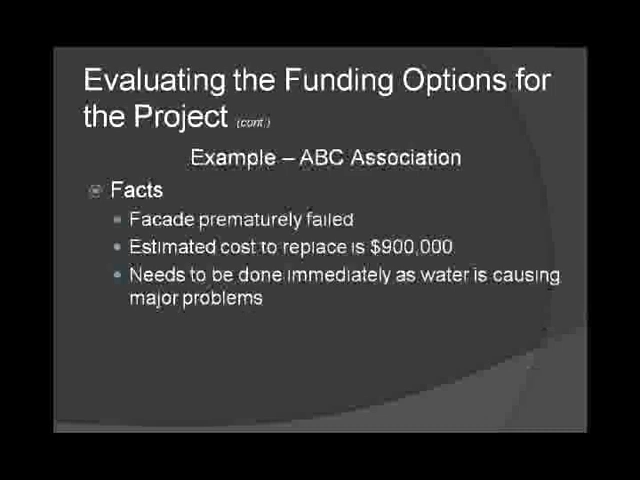 Evaluating the Funding Options for
the Project (cont.)
Example – ABC Association
Facts
Facade prematurely failed
Estimated cost to replace is $900,000
Needs to be done immediately as water is causing
major problems